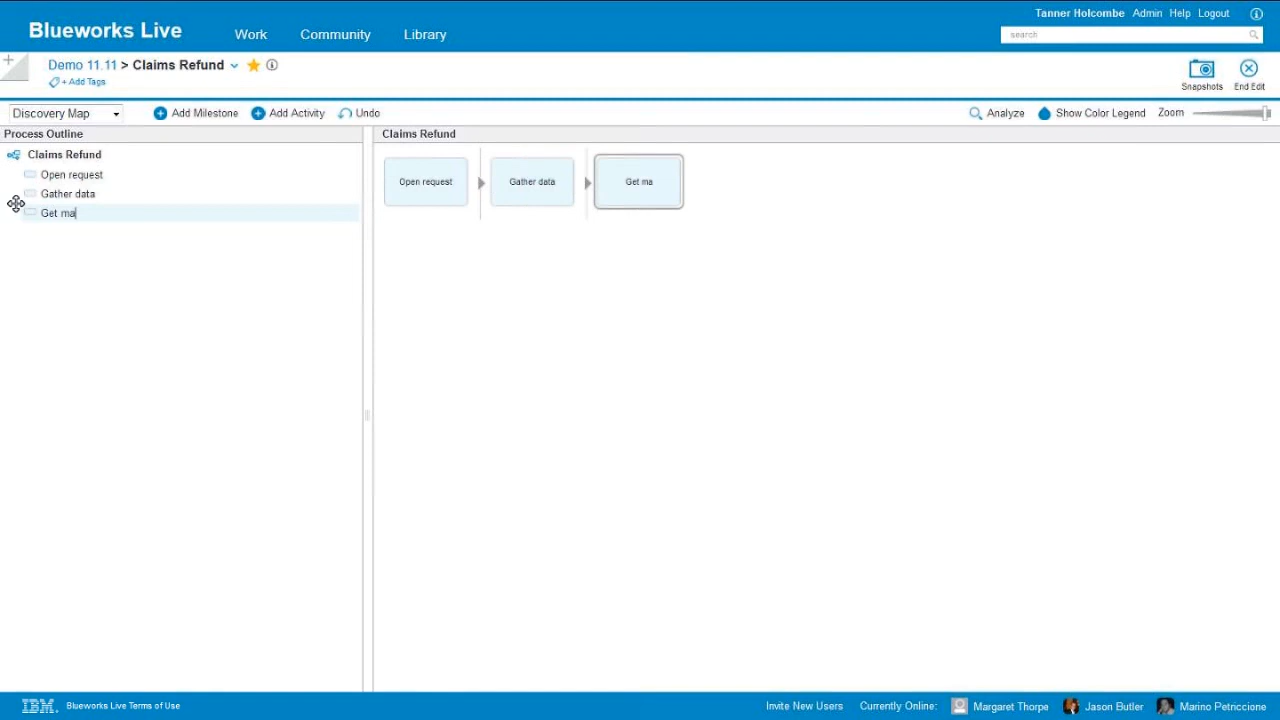 Tanner Holcombe Admin Help Logout
Blueworks Live Work Community Library
search
Demo 11.11 > Claims Refund
+ Add Tags
Snapshots End Edit
Discovery Map Add Milestone Add Activity Undo Analyze Show Color Legend Zoom
Process Outline
Claims Refund
Open request
Gather data
Get ma
Claims Refund
Open request Gather data Get ma
IBM. Blueworks Live Terms of Use Invite New Users Currently Online: Margaret Thorpe Jason Butler Marino Petriccione